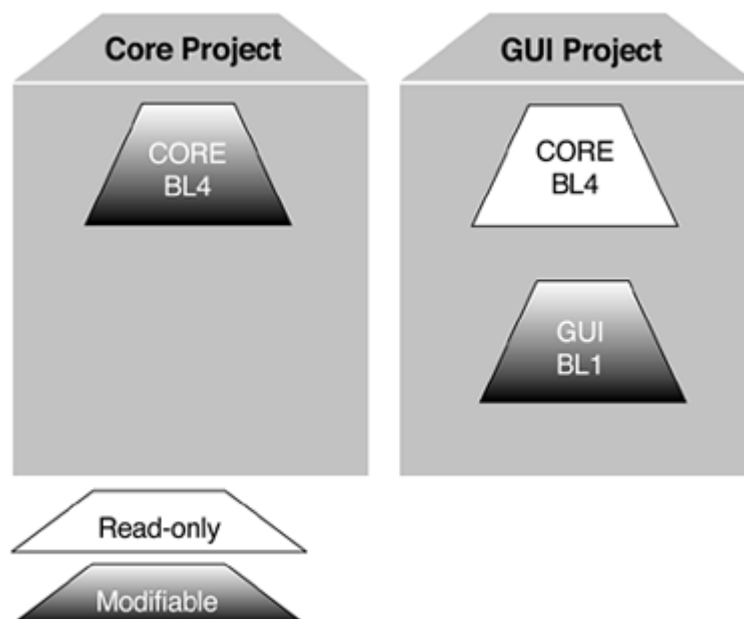 Core Project
CORE
BL4
GUI Project
CORE
BL4
GUI
BL1
Read-only
Modifiable